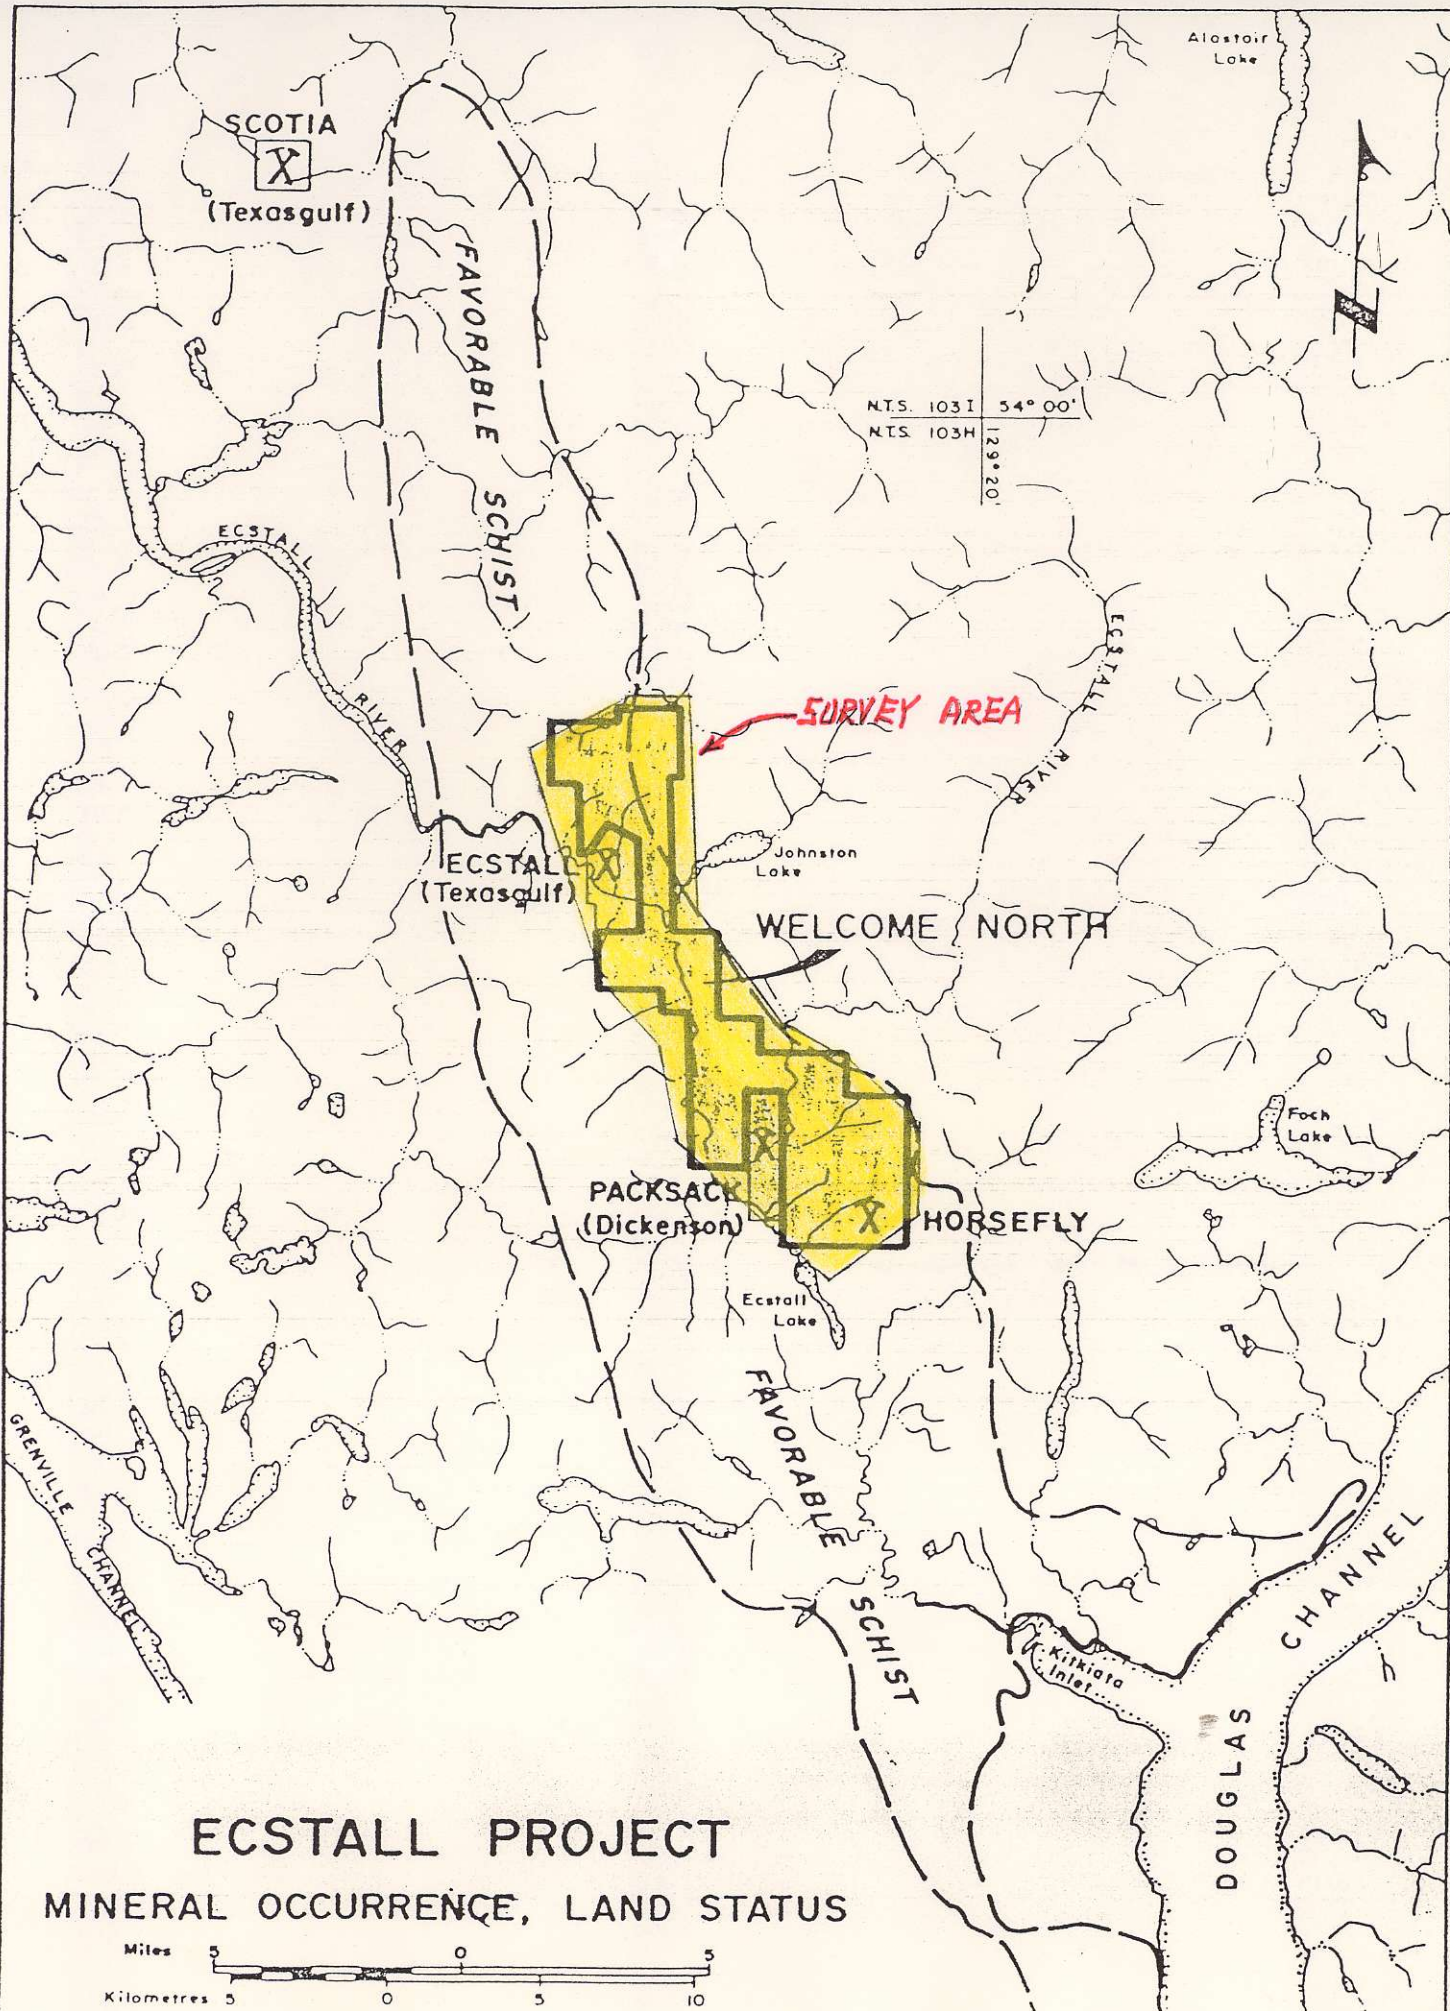 Alastair
Lake
SCOTIA
(Texasgulf)
FAVORABLE SCHIST
N
N.T.S. 103 I 54° 00'
N.T.S. 103H
129° 20'
ECSTALL
RIVER
ECSTALL
RIVER
SURVEY AREA
ECSTALL
(Texasgulf)
Johnston
Lake
WELCOME NORTH
Foch
Lake
PACKSACK
(Dickenson)
HORSEFLY
Ecstall
Lake
FAVORABLE SCHIST
GRENVILLE CHANNEL
Kitkiata
Inlet
DOUGLAS CHANNEL
ECSTALL PROJECT
MINERAL OCCURRENCE, LAND STATUS
Miles 5 0 5
Kilometres 5 0 5 10